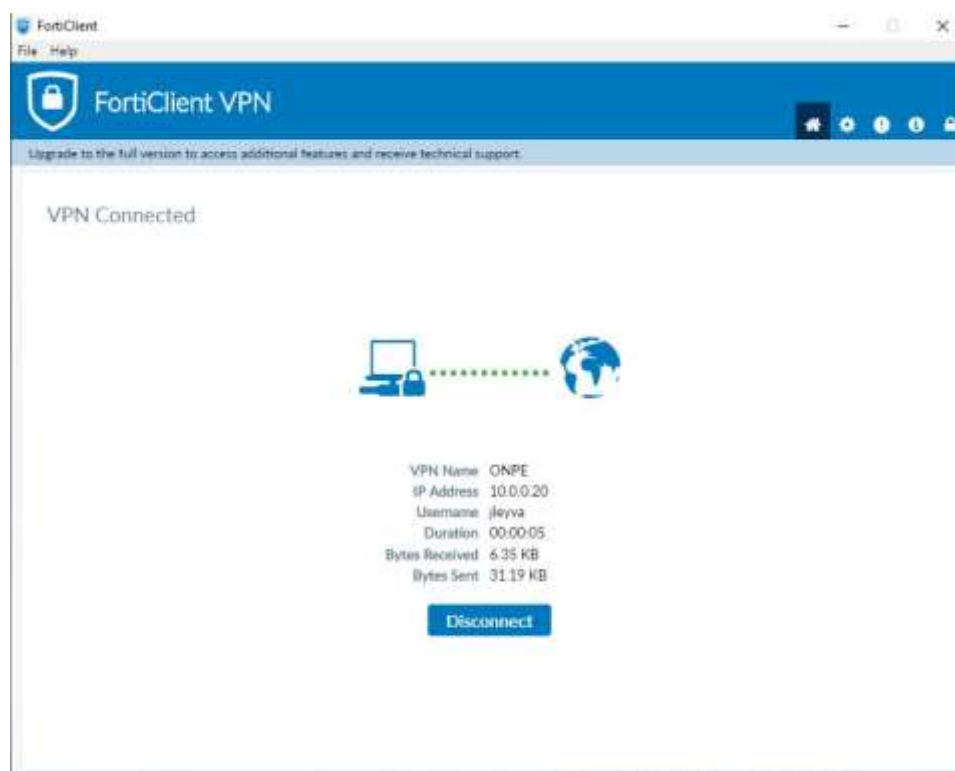 FortiClient
File Help
FortiClient VPN
Upgrade to the full version to access additional features and receive technical support.
VPN Connected
VPN Name ONPE
IP Address 10.0.0.20
Username jleyva
Duration 00:00:05
Bytes Received 6.35 KB
Bytes Sent 31.19 KB
Disconnect